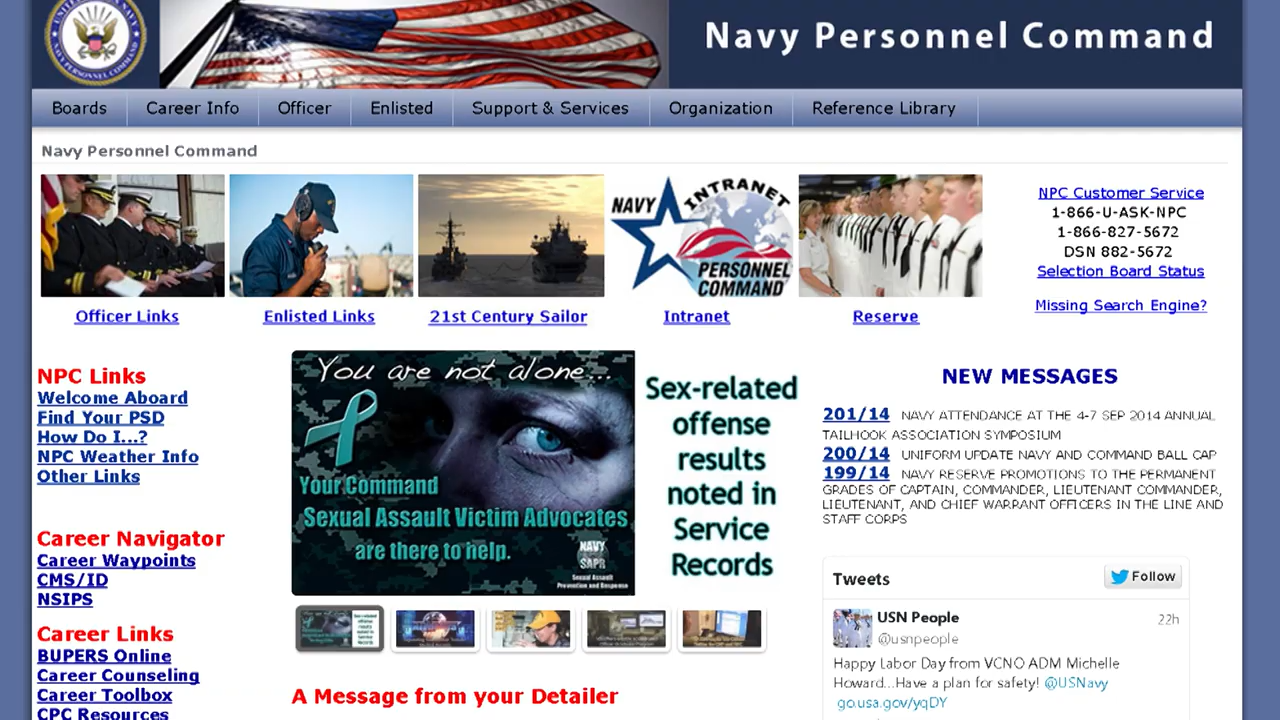 NAVY PERSONNEL COMMAND
Navy Personnel Command
Boards
Career Info
Officer
Enlisted
Support & Services
Organization
Reference Library
Navy Personnel Command
NAVY INTRANET
PERSONNEL
COMMAND
Officer Links
Enlisted Links
21st Century Sailor
Intranet
Reserve
NPC Customer Service
1-866-U-ASK-NPC
1-866-827-5672
DSN 882-5672
Selection Board Status
Missing Search Engine?
NPC Links
Welcome Aboard
Find Your PSD
How Do I...?
NPC Weather Info
Other Links
Career Navigator
Career Waypoints
CMS/ID
NSIPS
Career Links
BUPERS Online
Career Counseling
Career Toolbox
CPC Resources
You are not alone...
Your Command
Sexual Assault Victim Advocates
are there to help.
NAVY
SAPR
Sexual Assault
Prevention and Response
Sex-related
offense
results
noted in
Service
Records
A Message from your Detailer
NEW MESSAGES
201/14 NAVY ATTENDANCE AT THE 4-7 SEP 2014 ANNUAL
TAILHOOK ASSOCIATION SYMPOSIUM
200/14 UNIFORM UPDATE NAVY AND COMMAND BALL CAP
199/14 NAVY RESERVE PROMOTIONS TO THE PERMANENT
GRADES OF CAPTAIN, COMMANDER, LIEUTENANT COMMANDER,
LIEUTENANT, AND CHIEF WARRANT OFFICERS IN THE LINE AND
STAFF CORPS
Tweets
Follow
USN People
22h
@usnpeople
Happy Labor Day from VCNO ADM Michelle
Howard...Have a plan for safety! @USNavy
go.usa.gov/yqDY